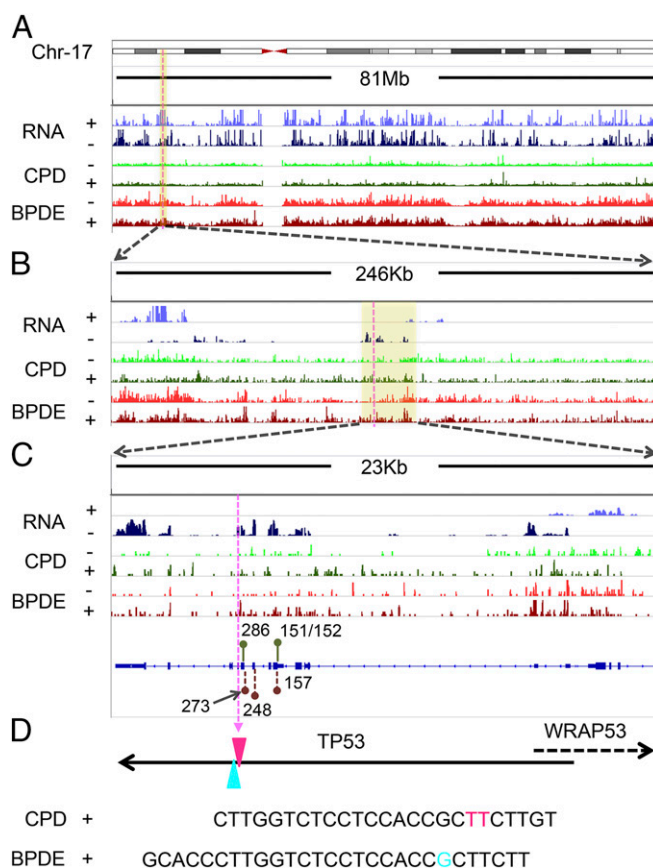 A
Chr-17
81Mb
RNA + -
CPD - +
BPDE - +
B
246Kb
RNA + -
CPD - +
BPDE - +
C
23Kb
RNA + -
CPD - +
BPDE - +
286 151/152
273 248 157
D
TP53 WRAP53
CPD + CTTGGTCTCCTCCACCGCTTCTTGT
BPDE + GCACCCTTGGTCTCCTCCACCGCTTCTT